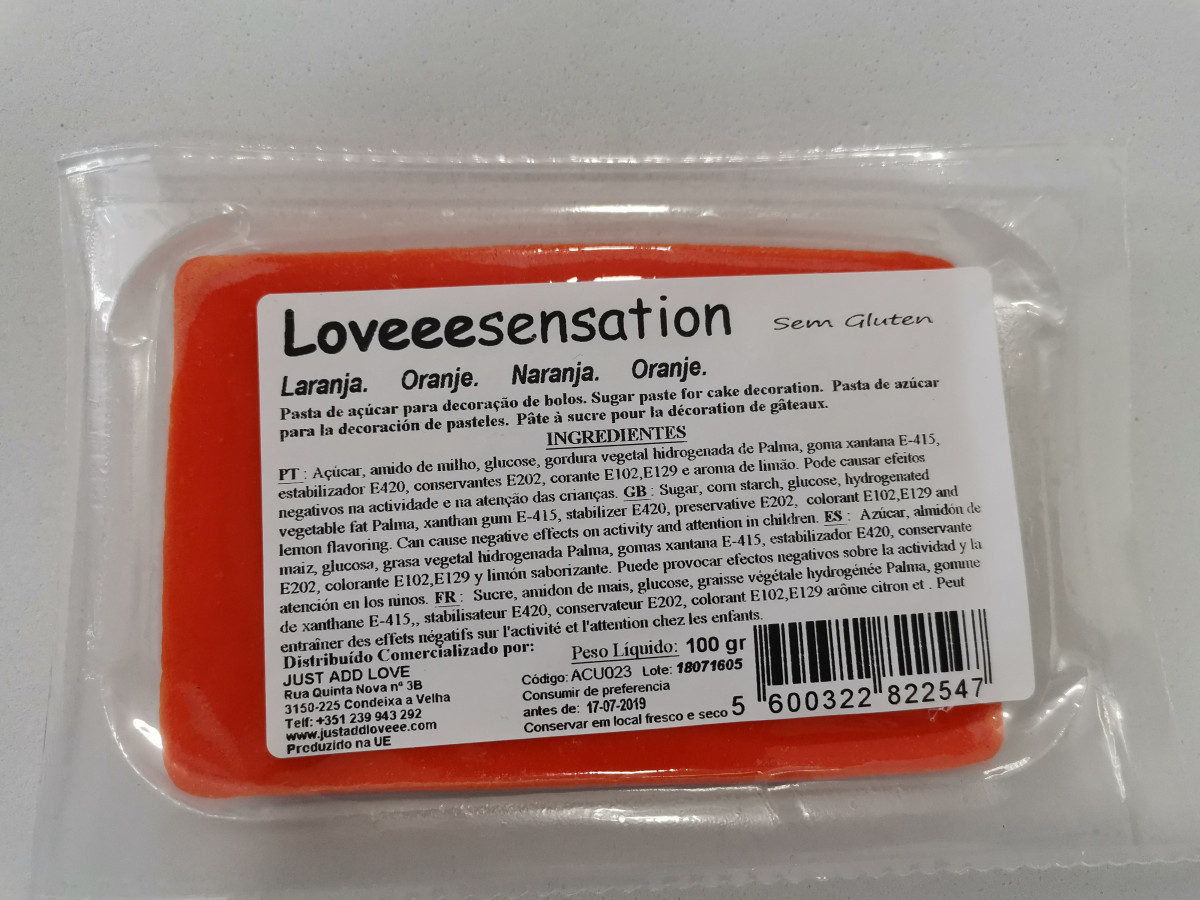 Loveeesensation Sem Gluten
Laranja. Oranje. Naranja. Oranje.
Pasta de açúcar para decoração de bolos. Sugar paste for cake decoration. Pasta de azúcar
para la decoración de pasteles. Pâte à sucre pour la décoration de gâteaux.
INGREDIENTES
PT : Açúcar, amido de milho, glucose, gordura vegetal hidrogenada de Palma, goma xantana E-415,
estabilizador E420, conservantes E202, corante E102,E129 e aroma de limão. Pode causar efeitos
negativos na actividade e na atenção das crianças. GB : Sugar, corn starch, glucose, hydrogenated
vegetable fat Palma, xanthan gum E-415, stabilizer E420, preservative E202, colorant E102,E129 and
lemon flavoring. Can cause negative effects on activity and attention in children. ES : Azúcar, almidón de
maiz, glucosa, grasa vegetal hidrogenada Palma, gomas xantana E-415, estabilizador E420, conservante
E202, colorante E102,E129 y limón saborizante. Puede provocar efectos negativos sobre la actividad y la
atención en los ninos. FR : Sucre, amidon de mais, glucose, graisse végétale hydrogénée Palma, gomme
de xanthane E-415,, stabilisateur E420, conservateur E202, colorant E102,E129 arôme citron et . Peut
entraîner des effets négatifs sur l'activité et l'attention chez les enfants.
Distribuído Comercializado por:
JUST ADD LOVE
Rua Quinta Nova nº 3B
3150-225 Condeixa a Velha
Telf: +351 239 943 292
www.justaddloveee.com
Produzido na UE
Peso Líquido: 100 gr
Código: ACU023 Lote: 18071605
Consumir de preferencia
antes de: 17-07-2019
Conservar em local fresco e seco
5 600322 822547